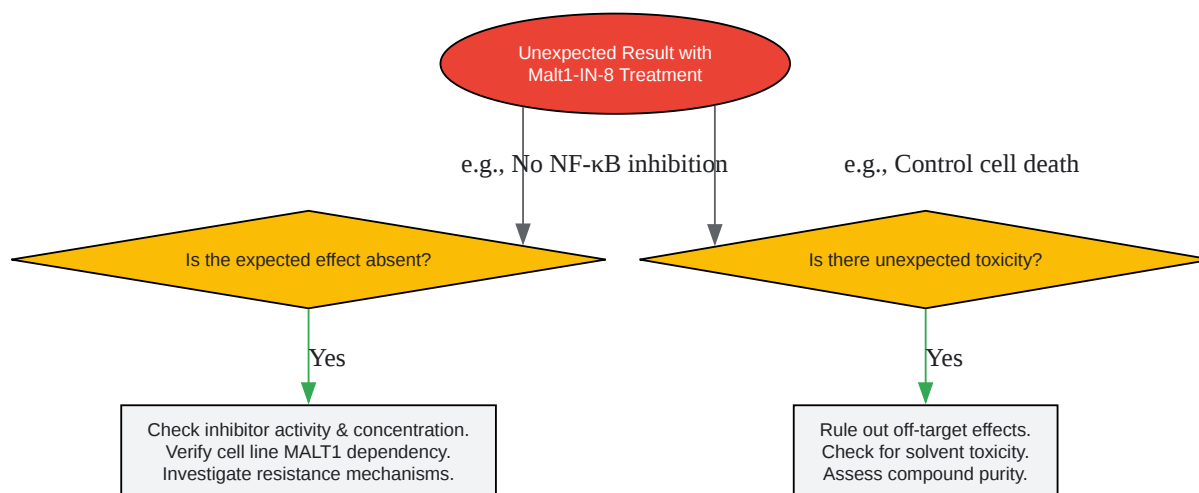 Unexpected Result with
Malt1-IN-8 Treatment
e.g., No NF-κB inhibition
e.g., Control cell death
Is the expected effect absent?
Is there unexpected toxicity?
Yes
Yes
Check inhibitor activity & concentration.
Verify cell line MALT1 dependency.
Investigate resistance mechanisms.
Rule out off-target effects.
Check for solvent toxicity.
Assess compound purity.